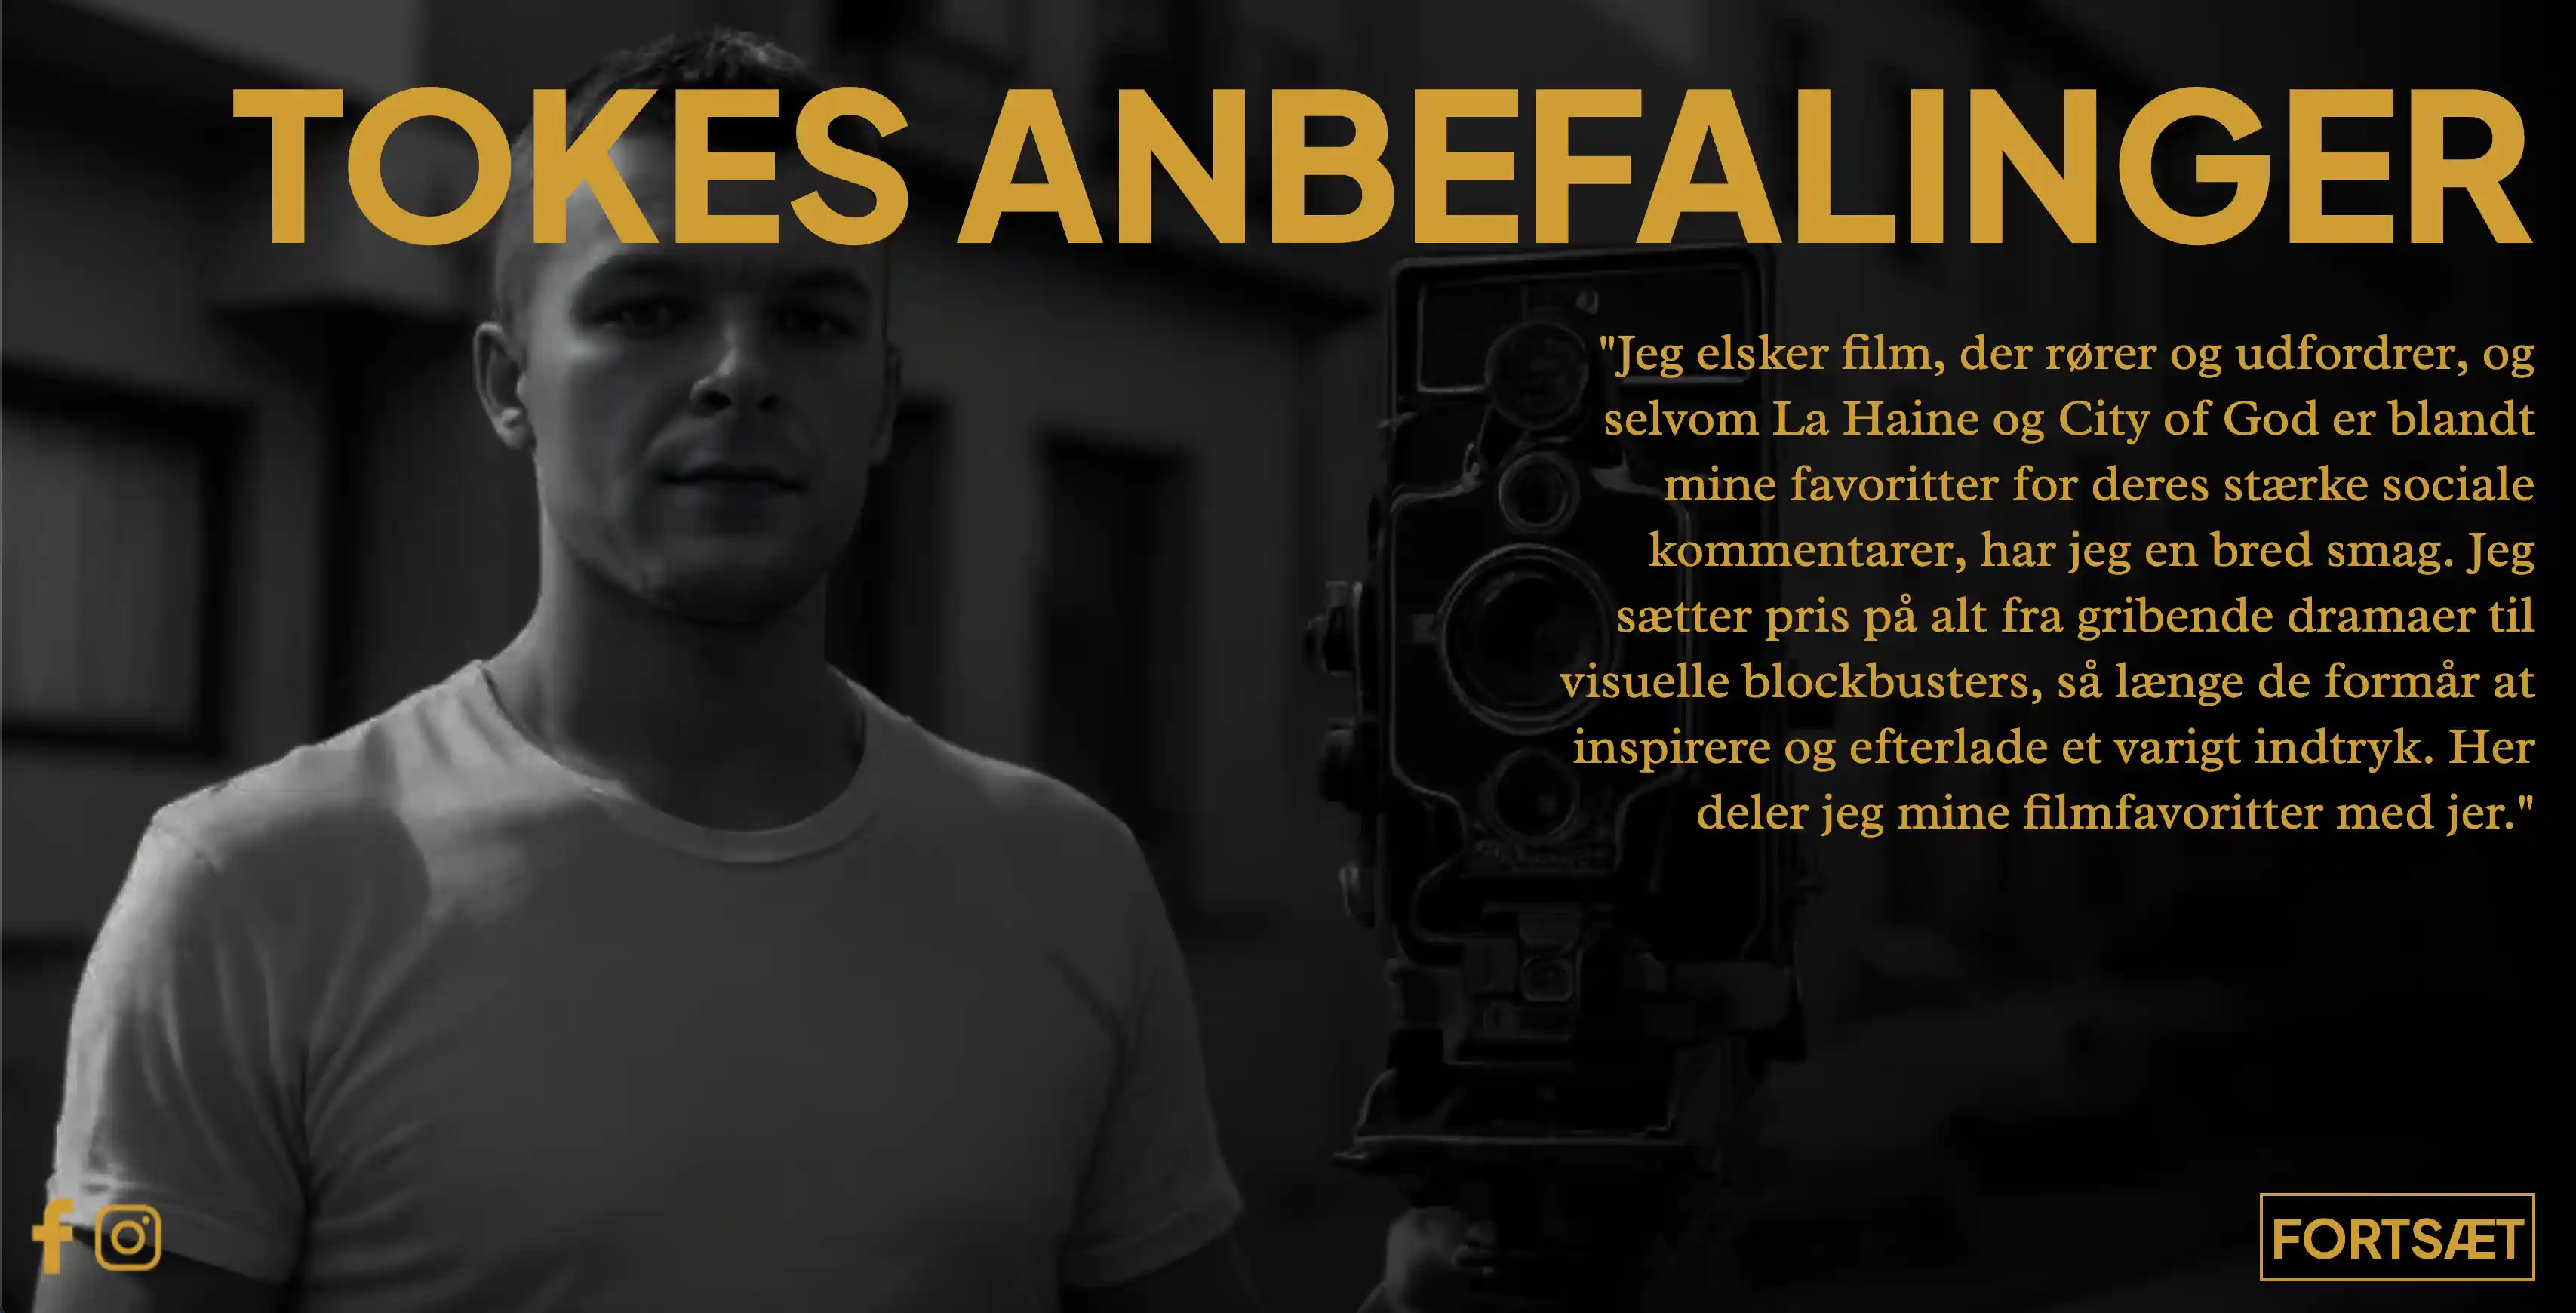 TOKES ANBEFALINGER
"Jeg elsker film, der rører og udfordrer, og
selvom La Haine og City of God er blandt
mine favoritter for deres stærke sociale
kommentarer, har jeg en bred smag. Jeg
sætter pris på alt fra gribende dramaer til
visuelle blockbusters, så længe de formår at
inspirere og efterlade et varigt indtryk. Her
deler jeg mine filmfavoritter med jer."
FORTSÆT